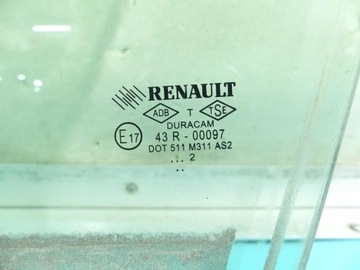 RENAULT
ADB T TSE
DURACAM
E17 43 R - 00097
DOT 511 M311 AS2
... 2
..